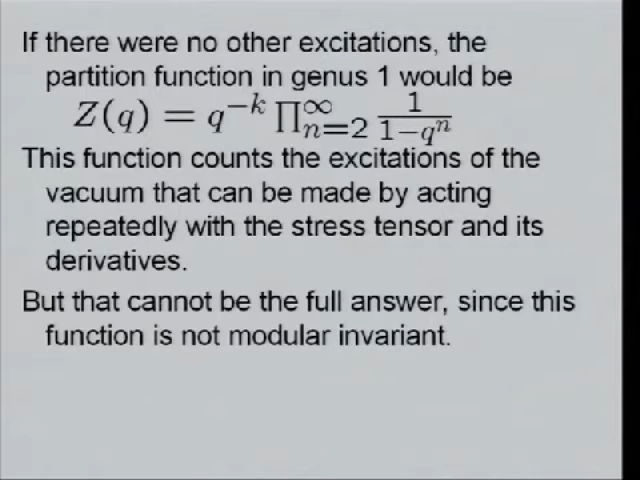 If there were no other excitations, the
partition function in genus 1 would be
Z(q) = q^{-k} ∏_{n=2}^{∞} \frac{1}{1-q^n}
This function counts the excitations of the
vacuum that can be made by acting
repeatedly with the stress tensor and its
derivatives.
But that cannot be the full answer, since this
function is not modular invariant.